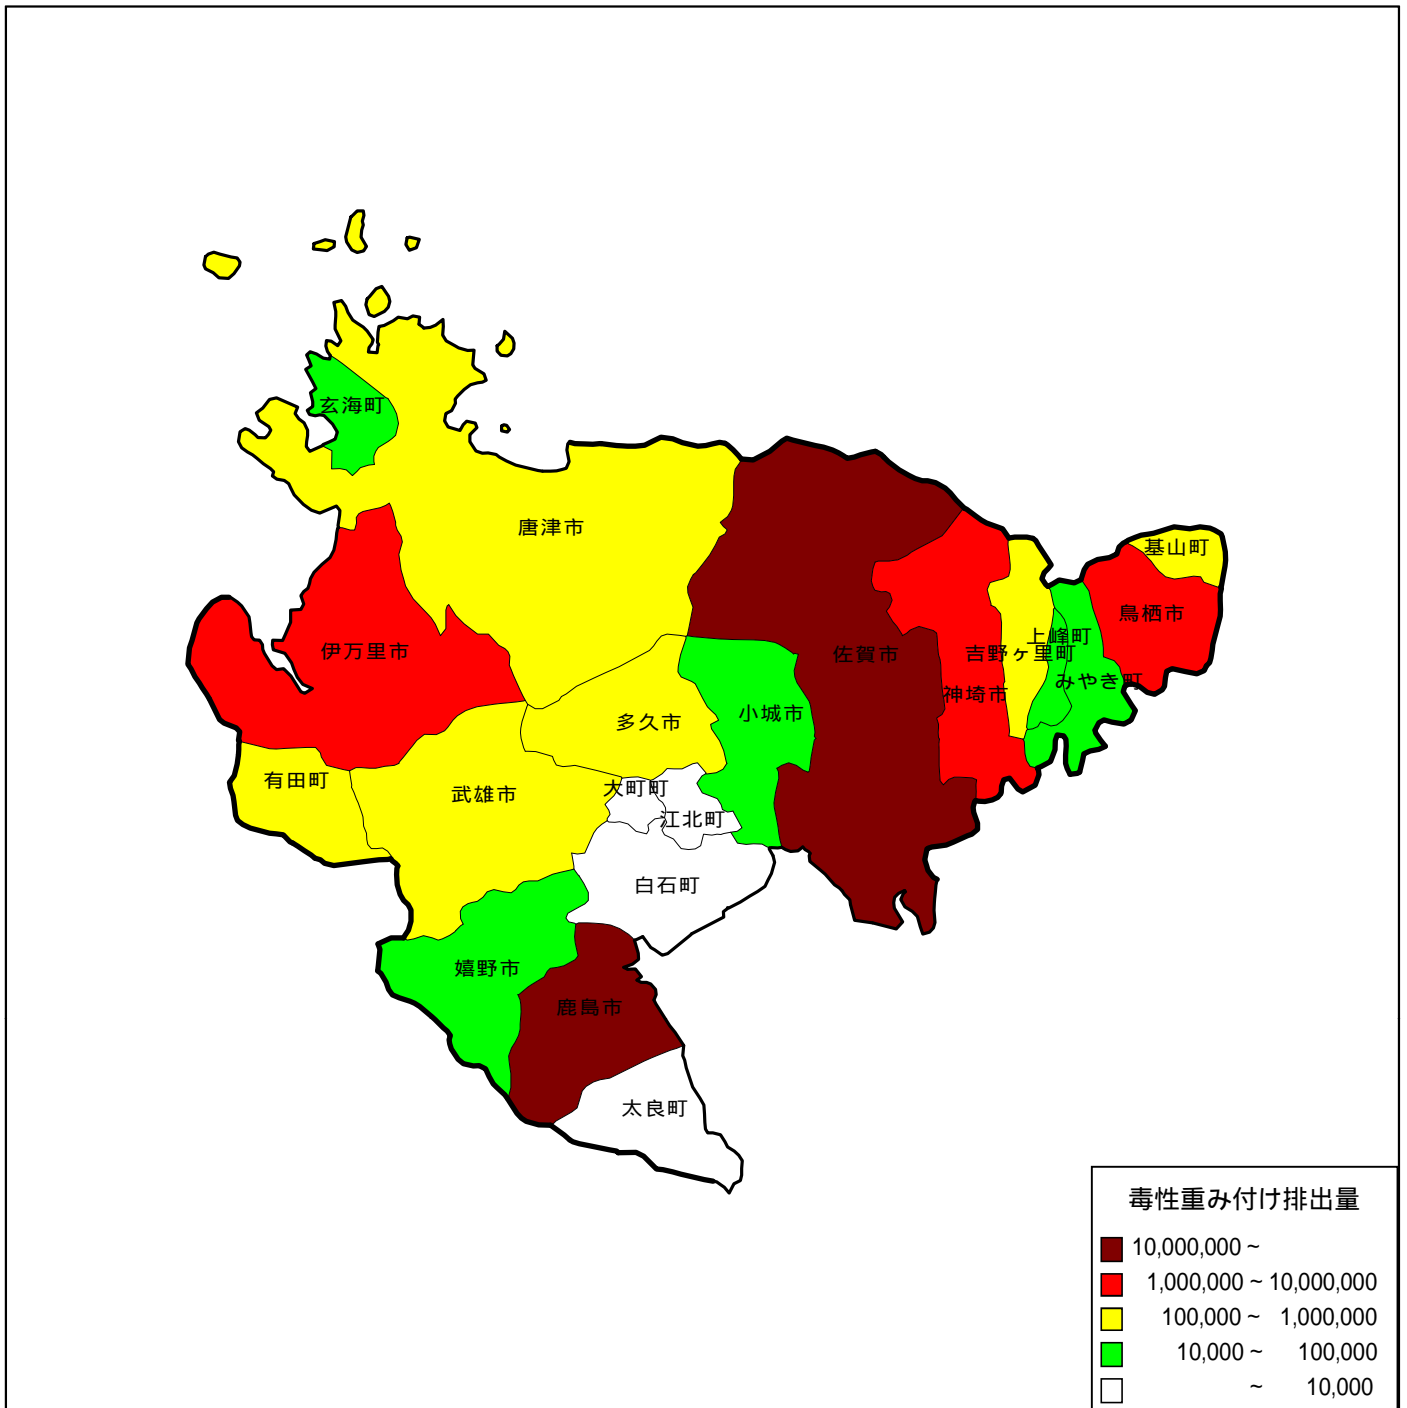 玄海町
唐津市
基山町
鳥栖市
上峰町
伊万里市
佐賀市
吉野ヶ里町
みやき町
神埼市
小城市
多久市
有田町
大町町
武雄市
江北町
白石町
嬉野市
鹿島市
太良町
毒性重み付け排出量
10,000,000 ~
1,000,000 ~ 10,000,000
100,000 ~ 1,000,000
10,000 ~ 100,000
~ 10,000